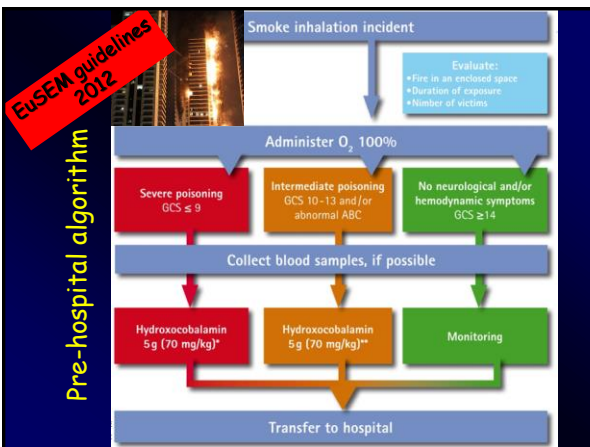 EuSEM guidelines
2012
Pre-hospital algorithm
Smoke inhalation incident
Evaluate:
•Fire in an enclosed space
•Duration of exposure
•Nimber of victims
Administer O₂ 100%
Severe poisoning
GCS ≤ 9
Intermediate poisoning
GCS 10-13 and/or
abnormal ABC
No neurological and/or
hemodynamic symptoms
GCS ≥14
Collect blood samples, if possible
Hydroxocobalamin
5g (70 mg/kg)*
Hydroxocobalamin
5g (70 mg/kg)**
Monitoring
Transfer to hospital